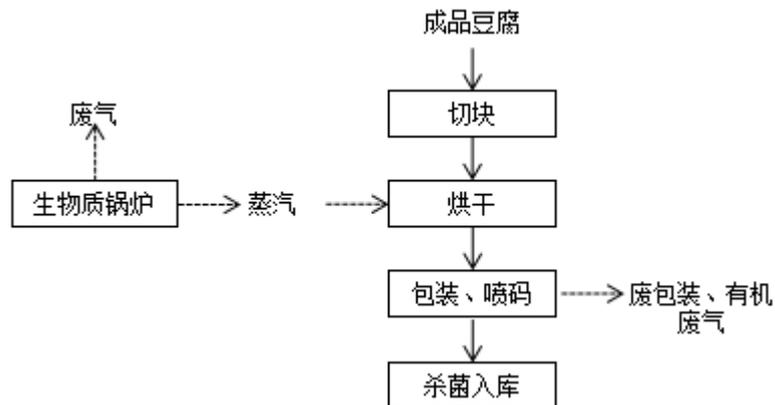 成品豆腐
废气
切块
生物质锅炉
蒸汽
烘干
包装、喷码
废包装、有机
废气
杀菌入库